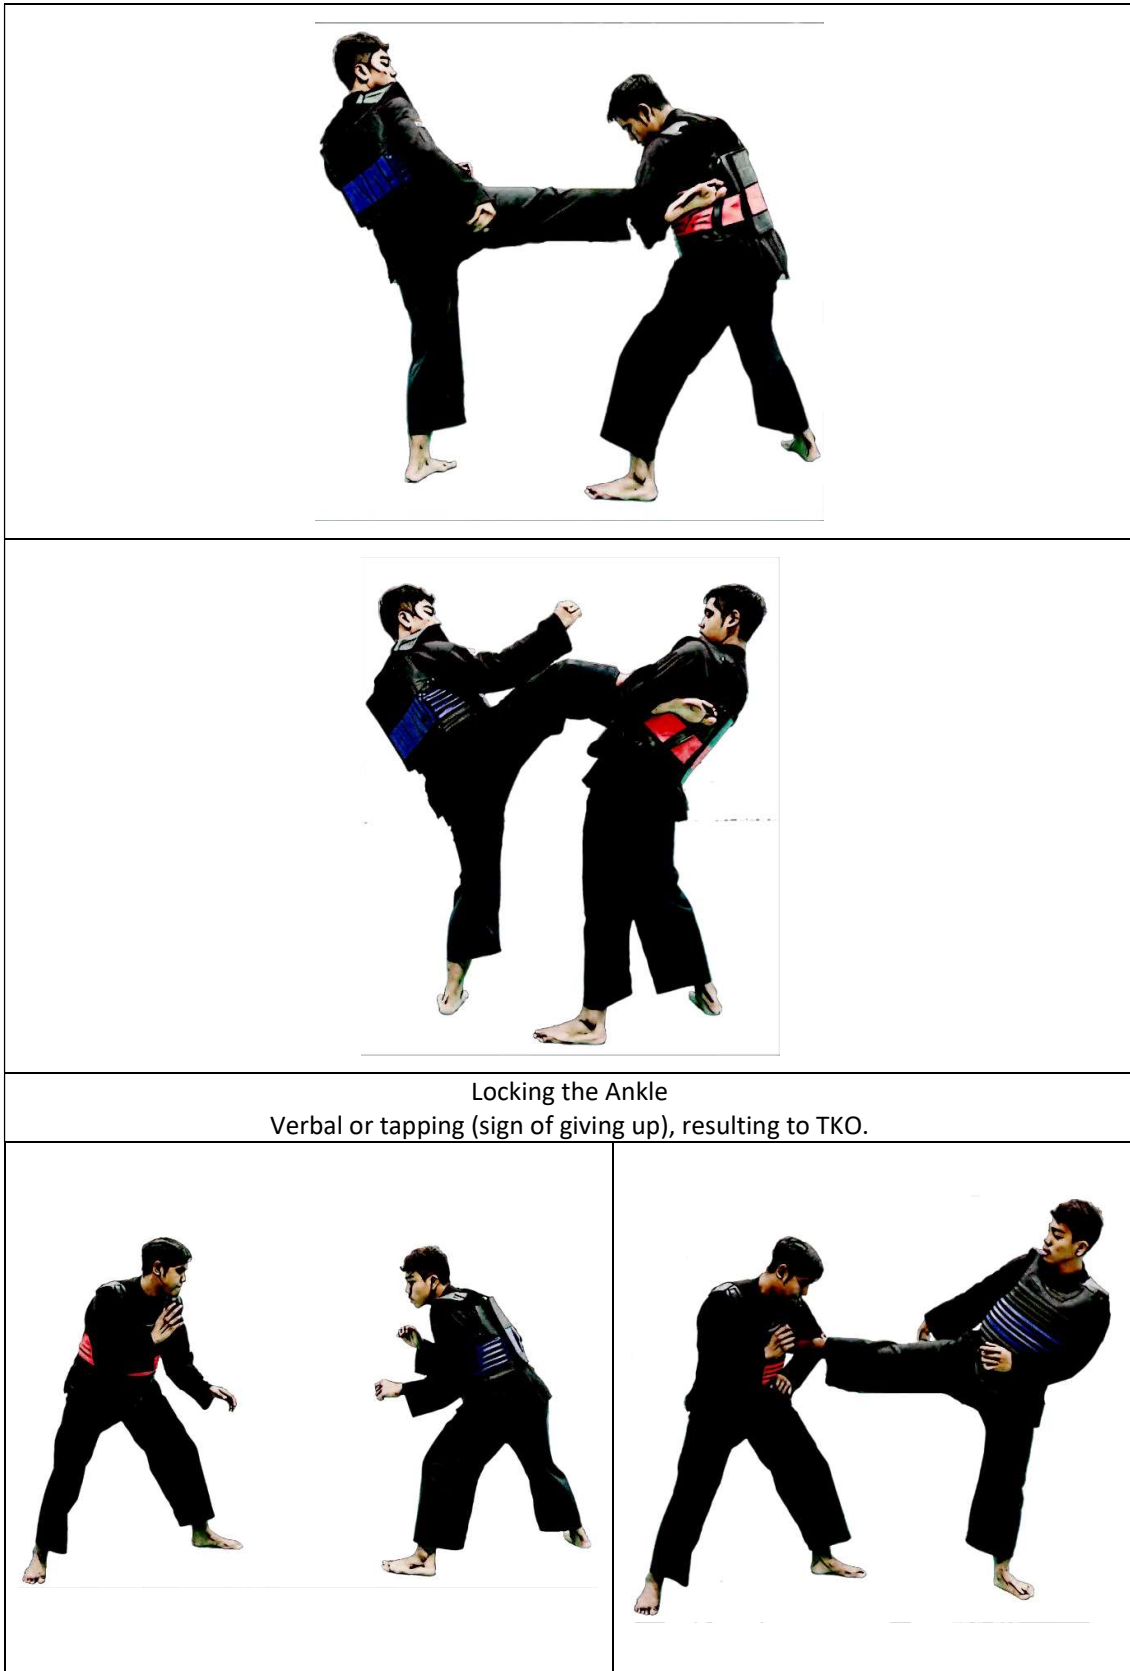 Locking the Ankle
Verbal or tapping (sign of giving up), resulting to TKO.